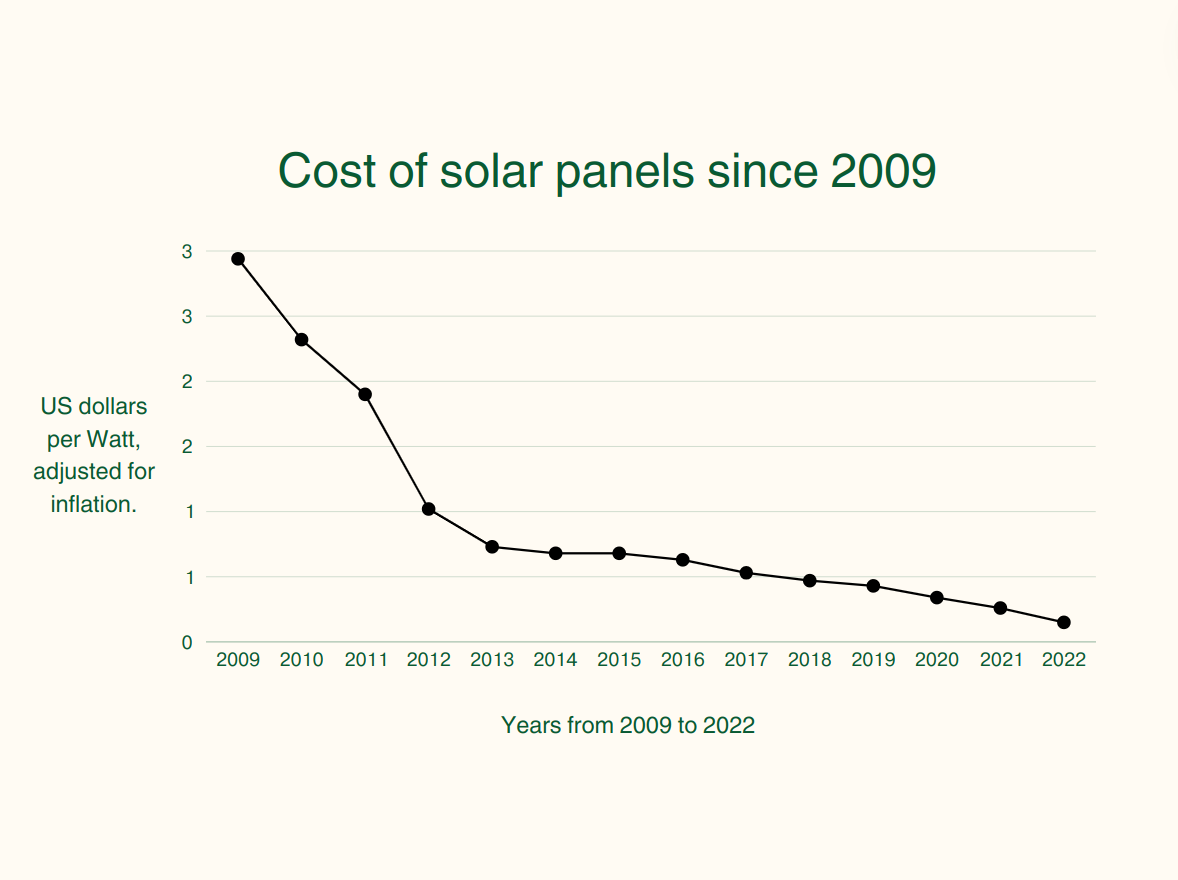 Cost of solar panels since 2009
3
3
2
2
1
1
0
US dollars
per Watt,
adjusted for
inflation.
2009 2010 2011 2012 2013 2014 2015 2016 2017 2018 2019 2020 2021 2022
Years from 2009 to 2022